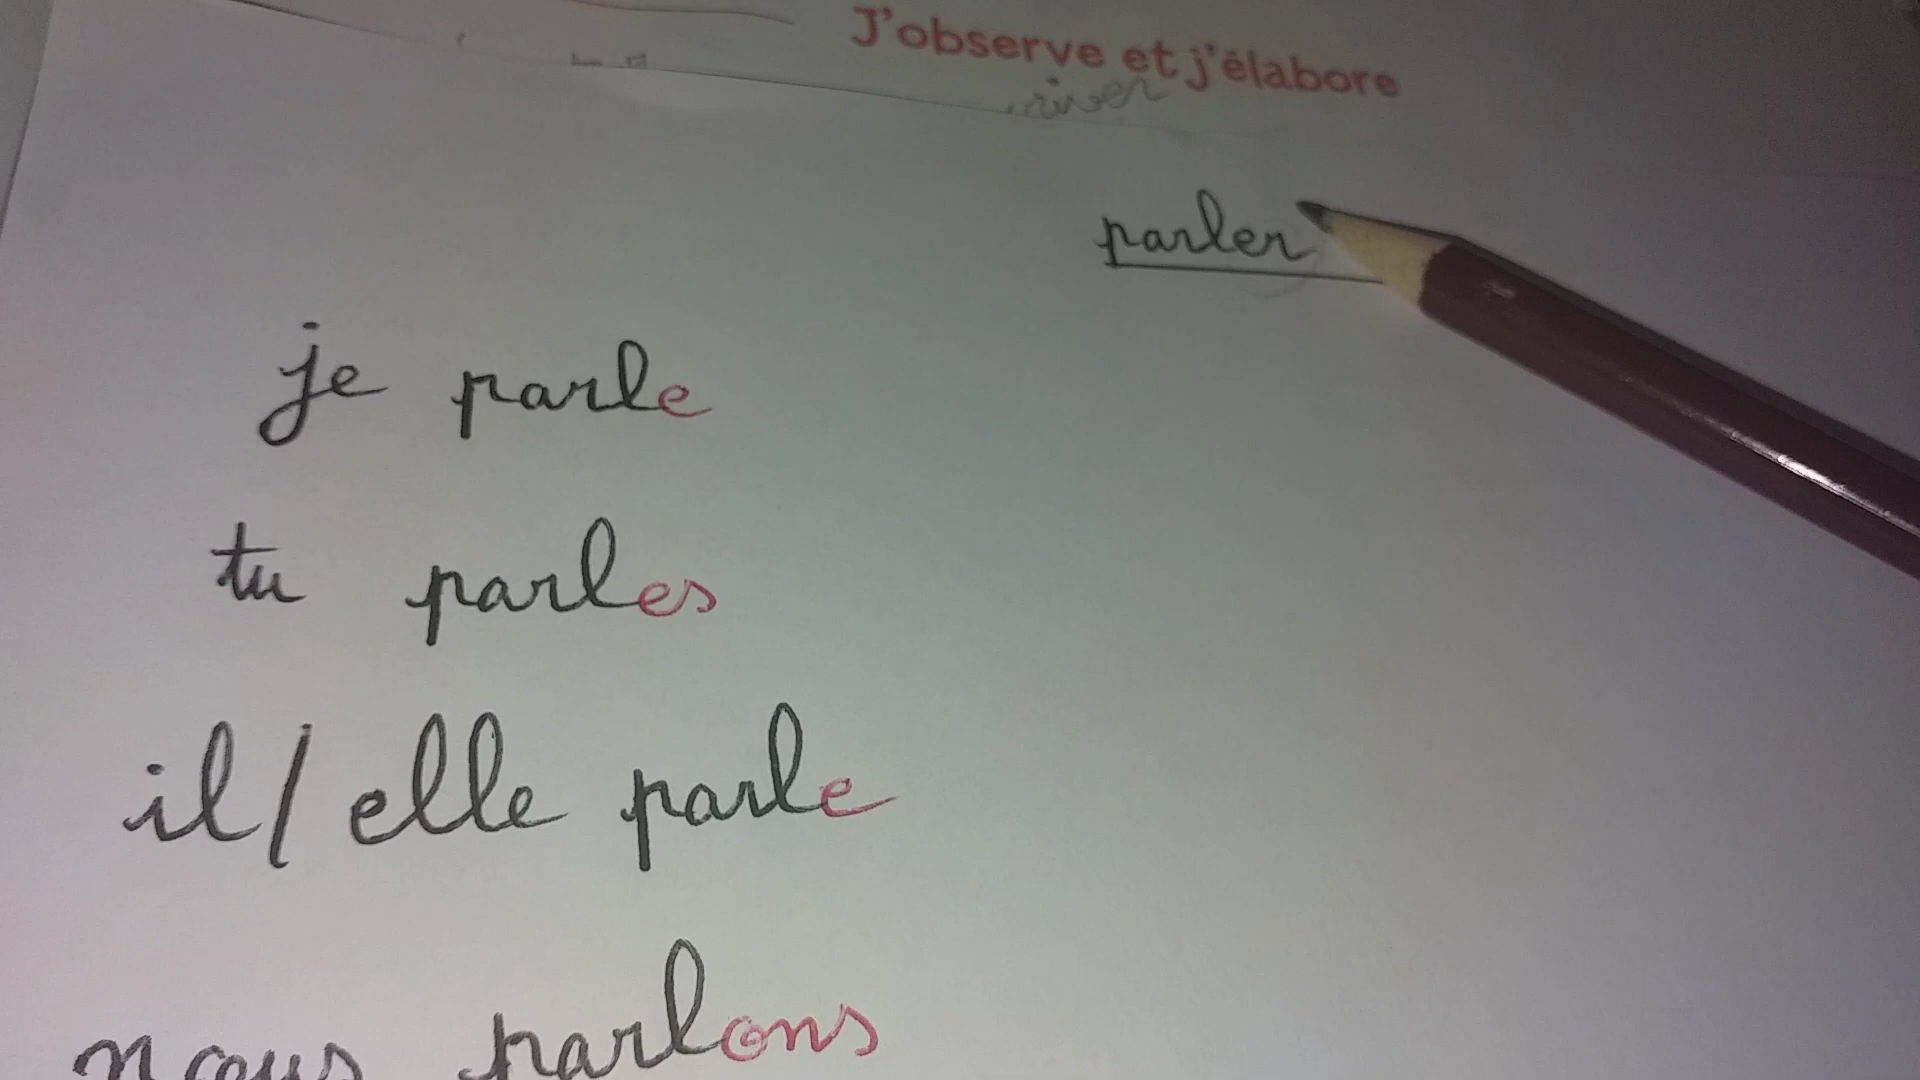 J'observe et j'élabore
parler
je parle
tu parles
il/elle parle
nous parlons